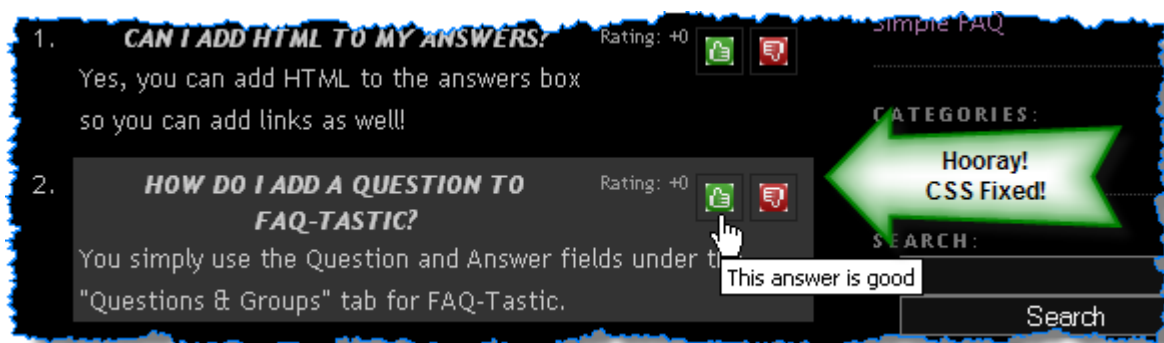 1. CAN I ADD HTML TO MY ANSWERS?
Rating: +0
Yes, you can add HTML to the answers box
so you can add links as well!
2. HOW DO I ADD A QUESTION TO
FAQ-TASTIC?
Rating: +0
You simply use the Question and Answer fields under
"Questions & Groups" tab for FAQ-Tastic.
This answer is good
Simple FAQ
CATEGORIES:
Hooray!
CSS Fixed!
SEARCH:
Search